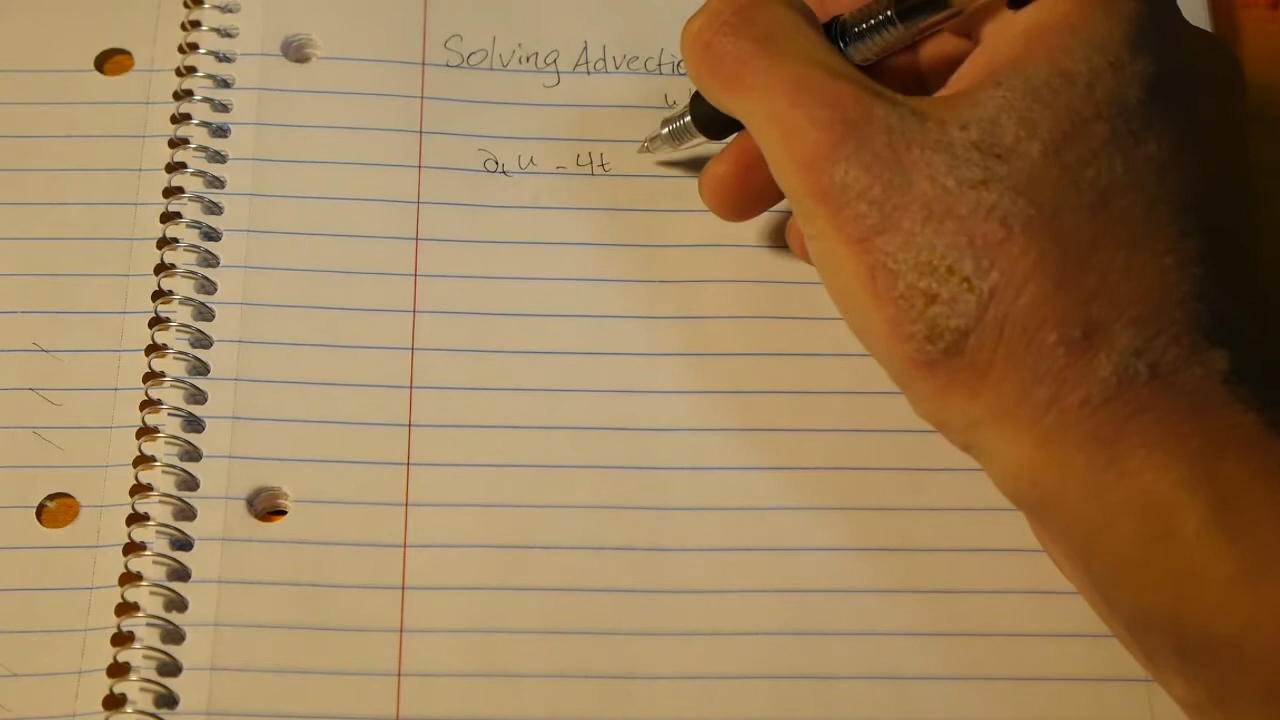 Solving Advectio
u
∂ₜu - 4t